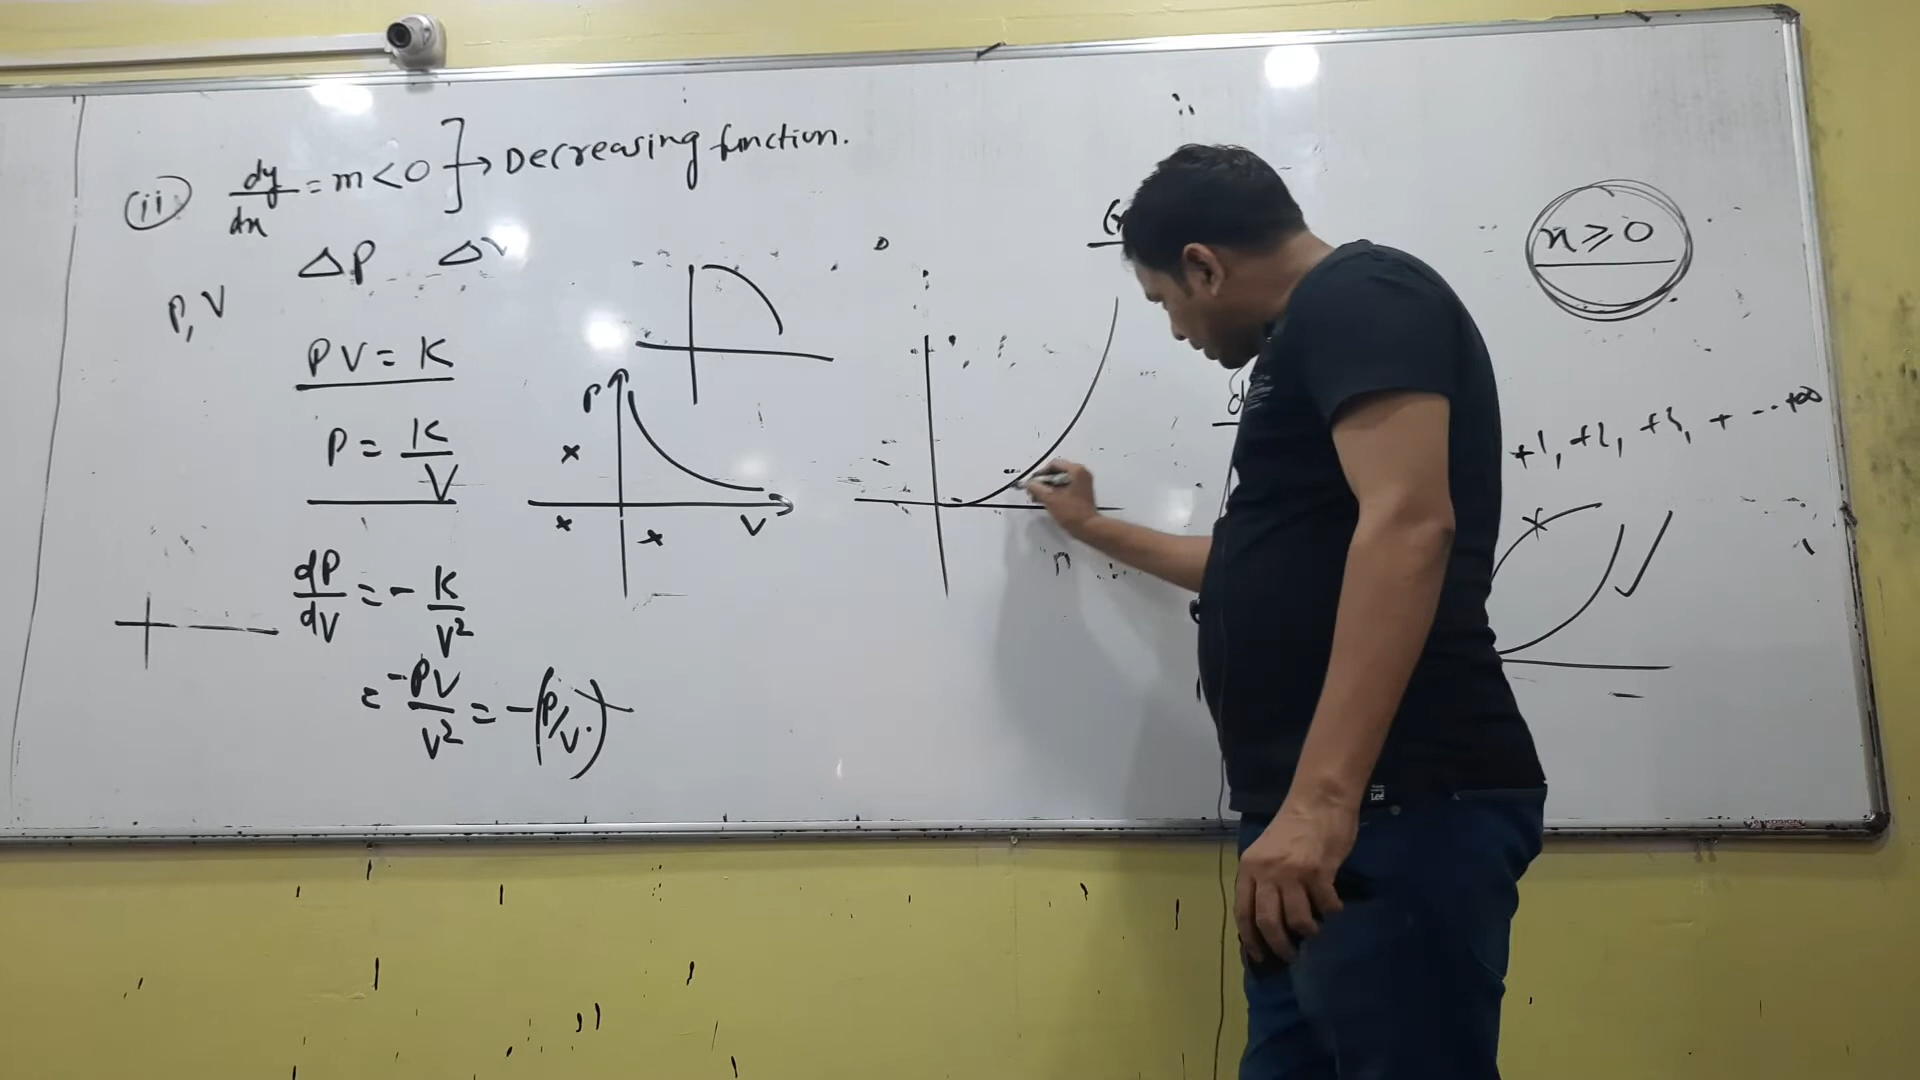 (ii) dy/dx = m < 0 ] → Decreasing function.
ΔP ΔV
P, V
PV = K
P = K/V
dP/dV = - K/V²
= -PV/V² = -(P/V)
P
V
n
x ≥ 0
+1, +2, +3, + --- +∞